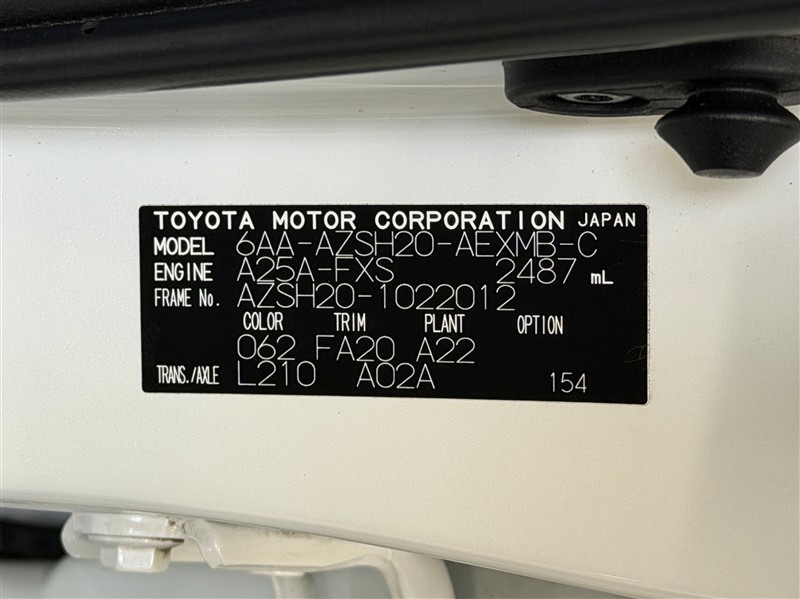 TOYOTA MOTOR CORPORATION JAPAN
MODEL 6AA-AZSH20-AEXMB-C
ENGINE A25A-FXS 2487 mL
FRAME No. AZSH20-1022012
COLOR TRIM PLANT OPTION
062 FA20 A22
TRANS./AXLE L210 A02A 154